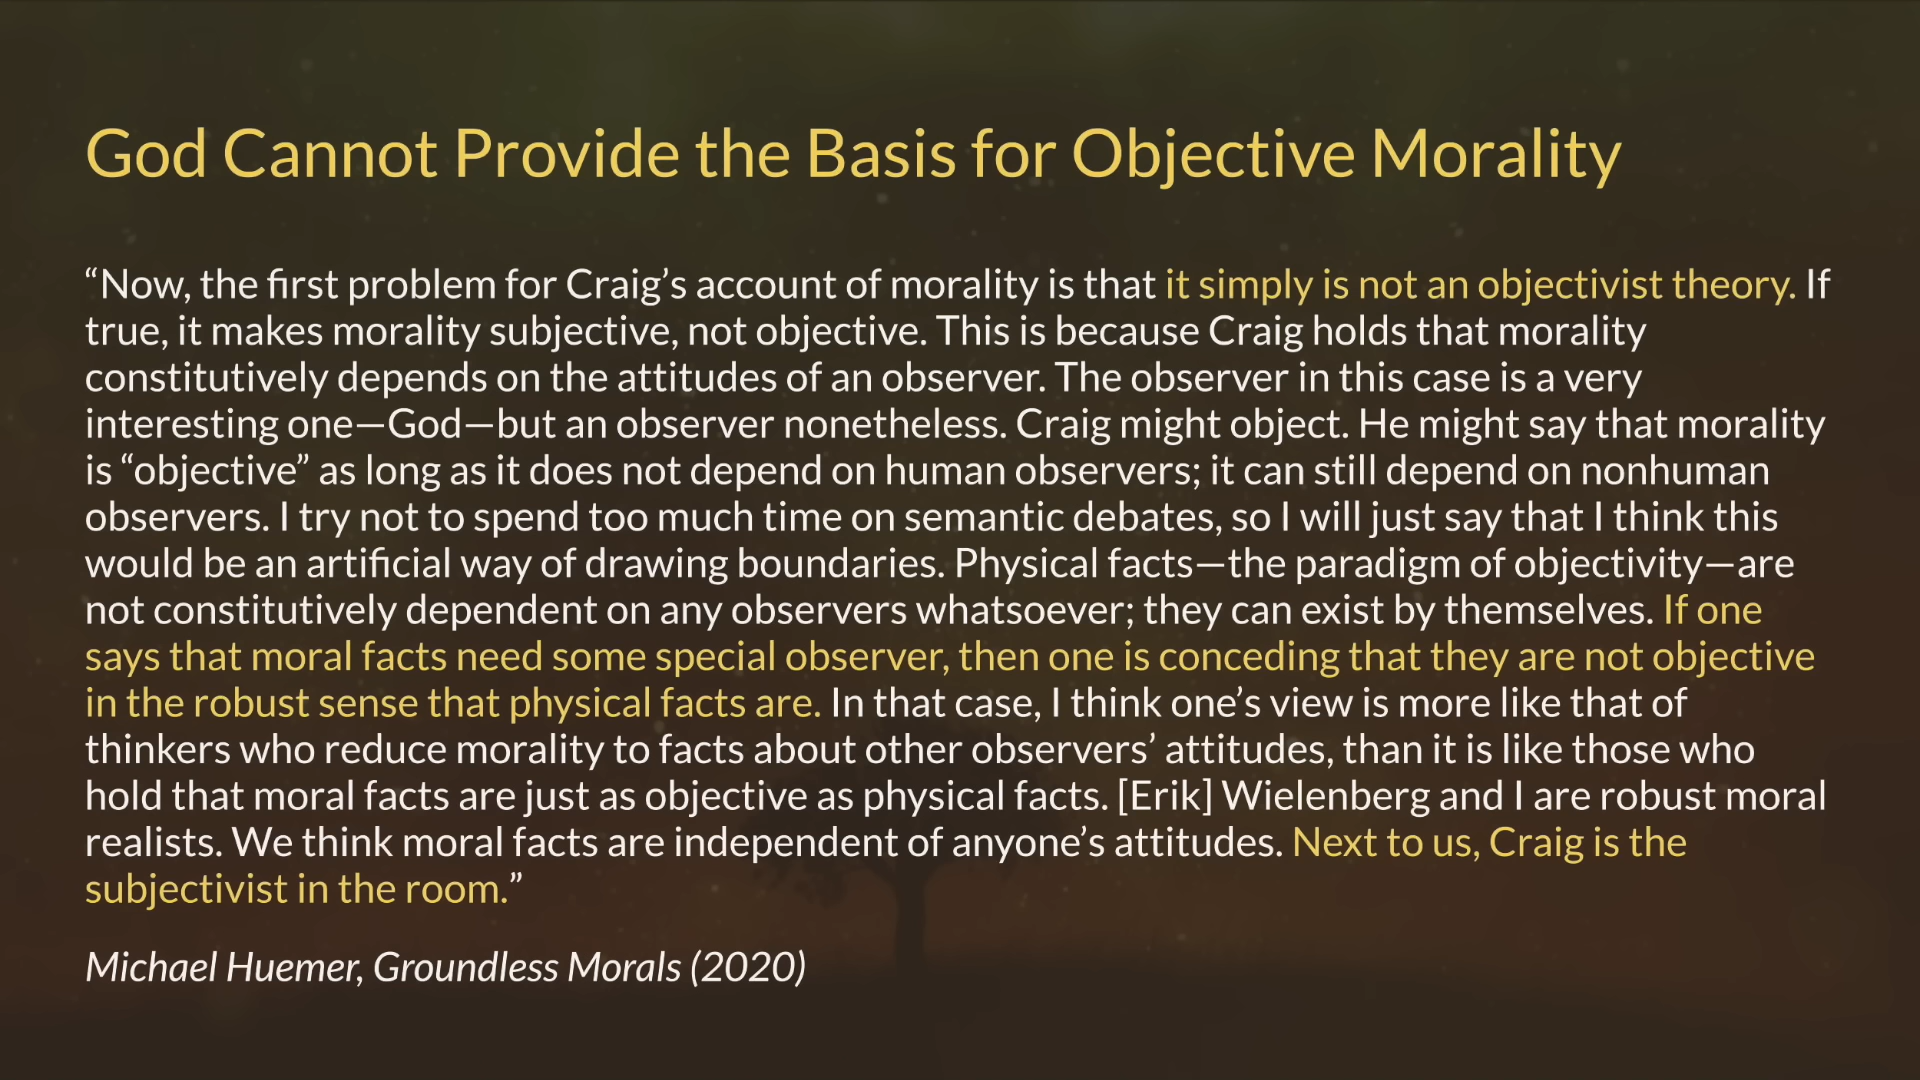 God Cannot Provide the Basis for Objective Morality
“Now, the first problem for Craig’s account of morality is that it simply is not an objectivist theory. If
true, it makes morality subjective, not objective. This is because Craig holds that morality
constitutively depends on the attitudes of an observer. The observer in this case is a very
interesting one—God—but an observer nonetheless. Craig might object. He might say that morality
is “objective” as long as it does not depend on human observers; it can still depend on nonhuman
observers. I try not to spend too much time on semantic debates, so I will just say that I think this
would be an artificial way of drawing boundaries. Physical facts—the paradigm of objectivity—are
not constitutively dependent on any observers whatsoever; they can exist by themselves. If one
says that moral facts need some special observer, then one is conceding that they are not objective
in the robust sense that physical facts are. In that case, I think one’s view is more like that of
thinkers who reduce morality to facts about other observers’ attitudes, than it is like those who
hold that moral facts are just as objective as physical facts. [Erik] Wielenberg and I are robust moral
realists. We think moral facts are independent of anyone’s attitudes. Next to us, Craig is the
subjectivist in the room.”
Michael Huemer, Groundless Morals (2020)